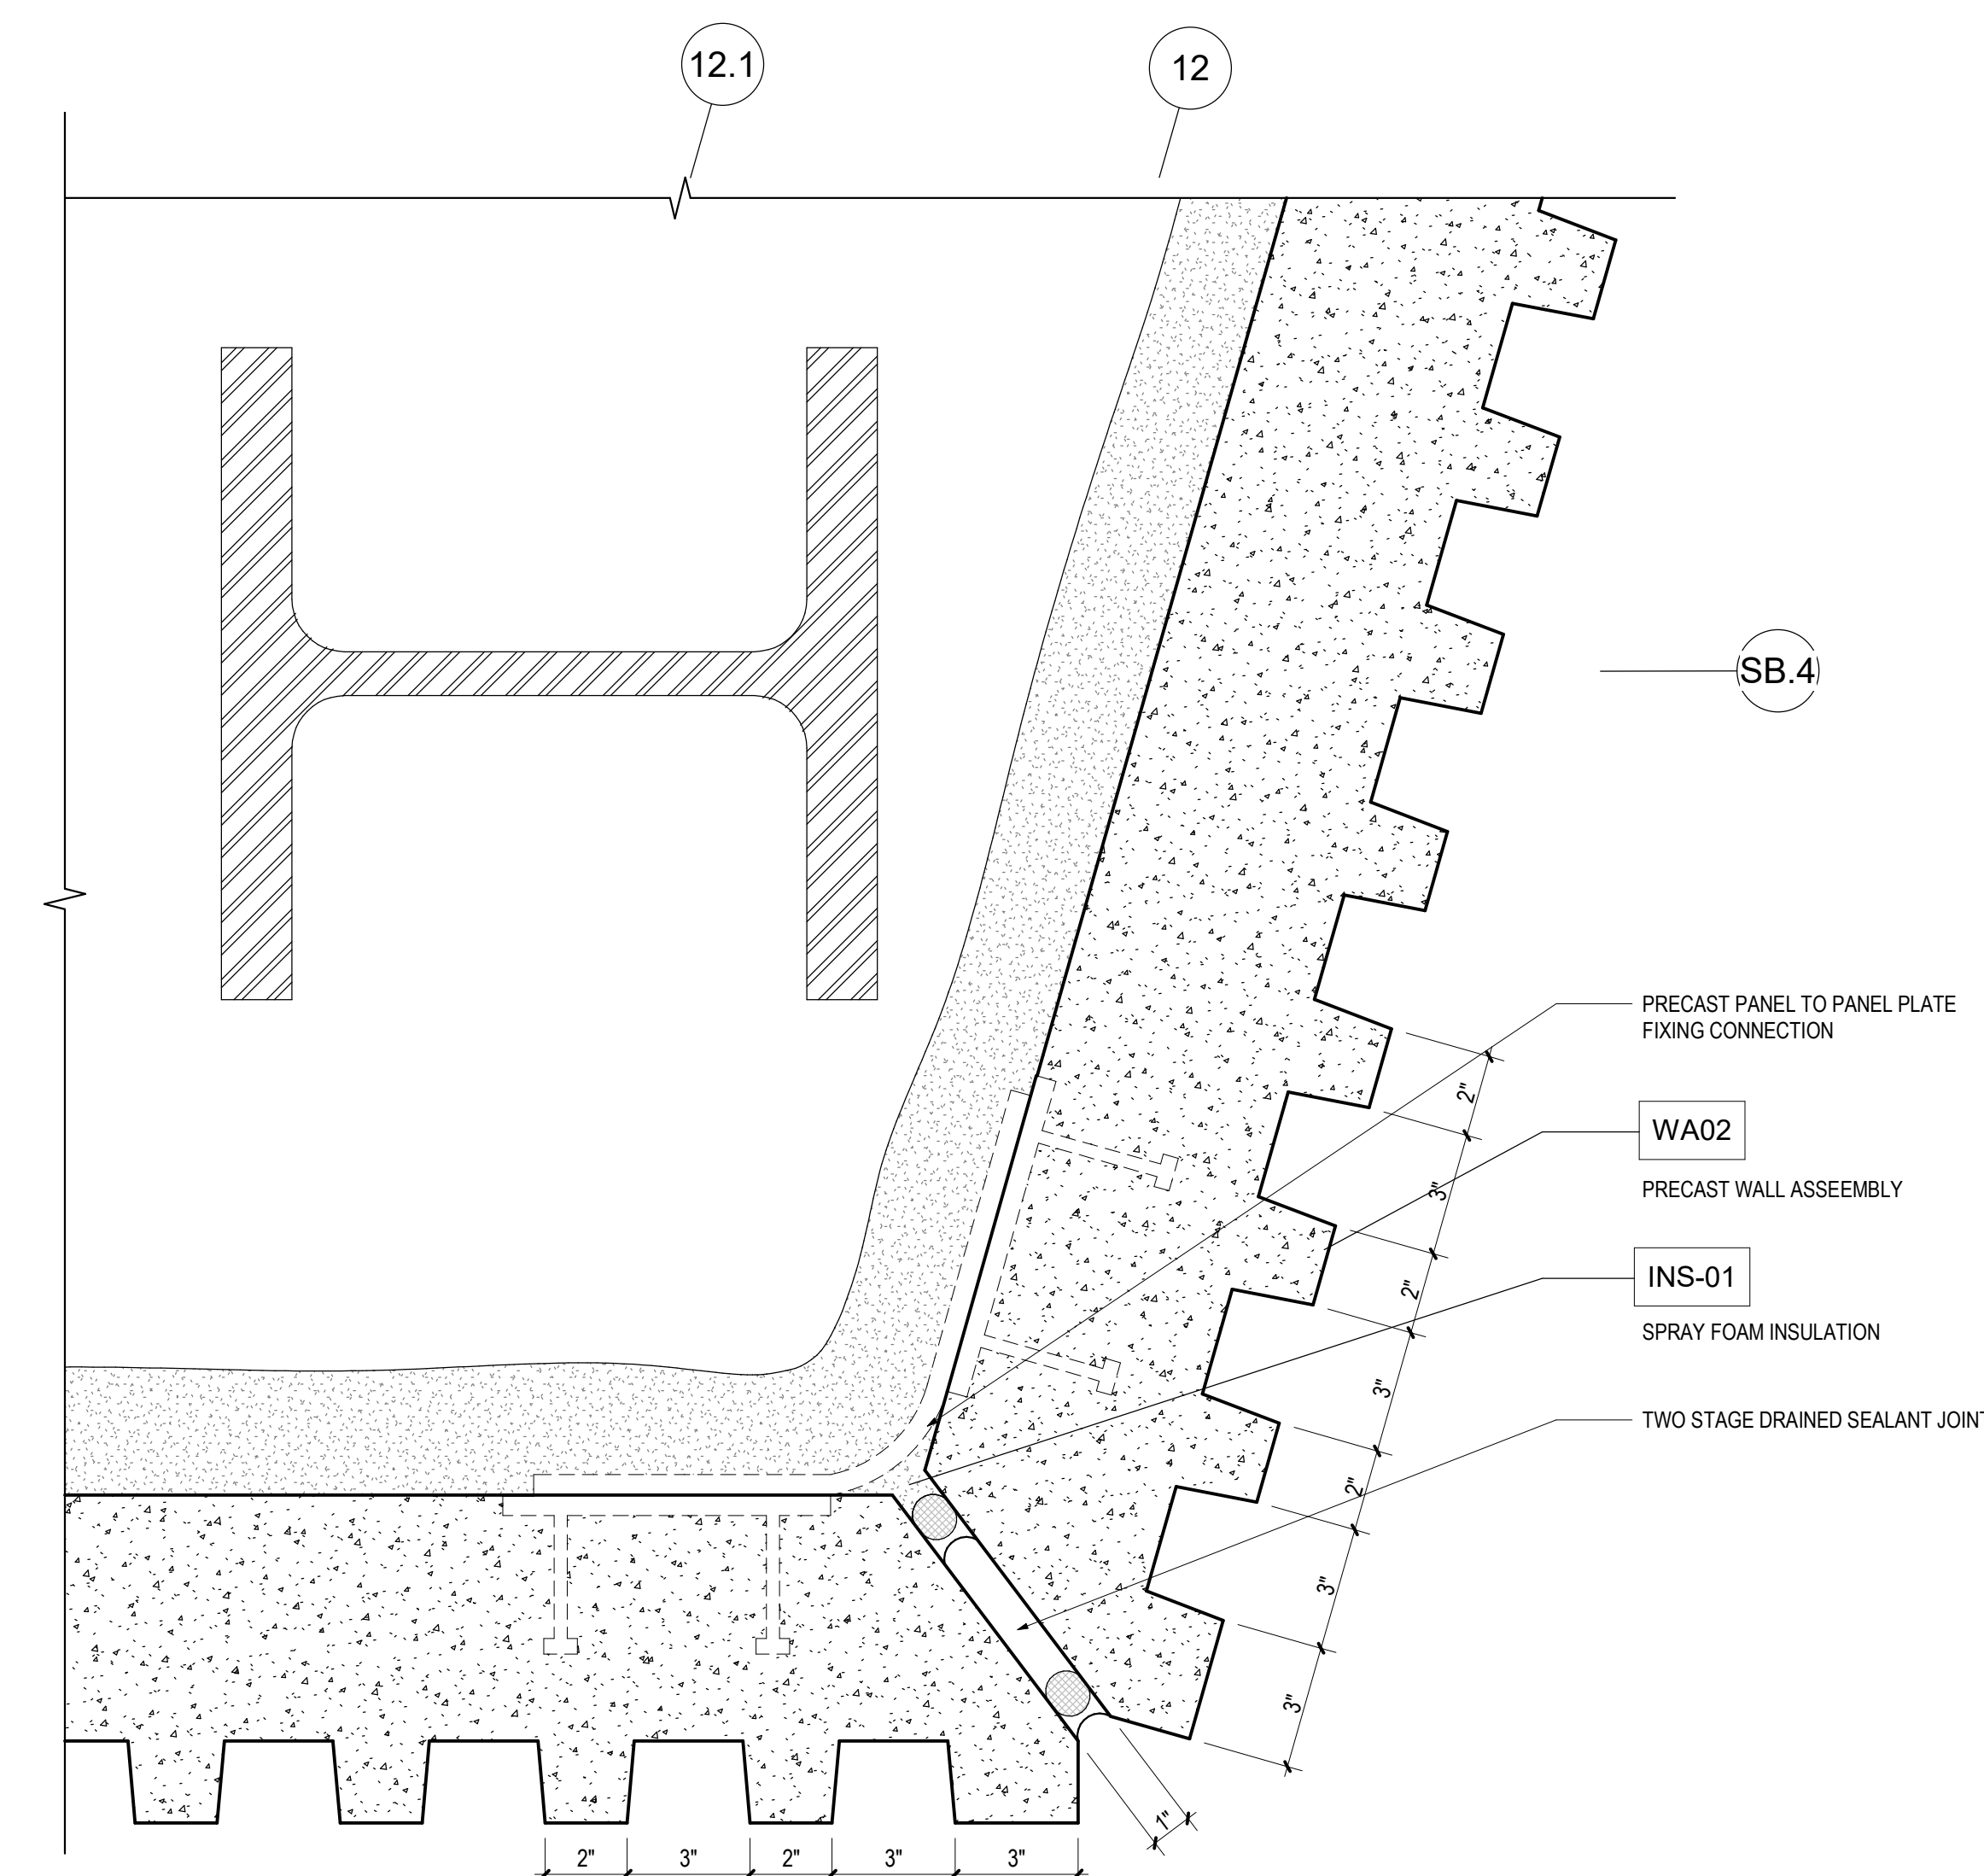 12.1
12
SB.4
PRECAST PANEL TO PANEL PLATE
FIXING CONNECTION
2"
WA02
3"
PRECAST WALL ASSEEMBLY
INS-01
2"
SPRAY FOAM INSULATION
3"
TWO STAGE DRAINED SEALANT JOINT
2"
3"
3"
1"
2"
3"
2"
3"
3"